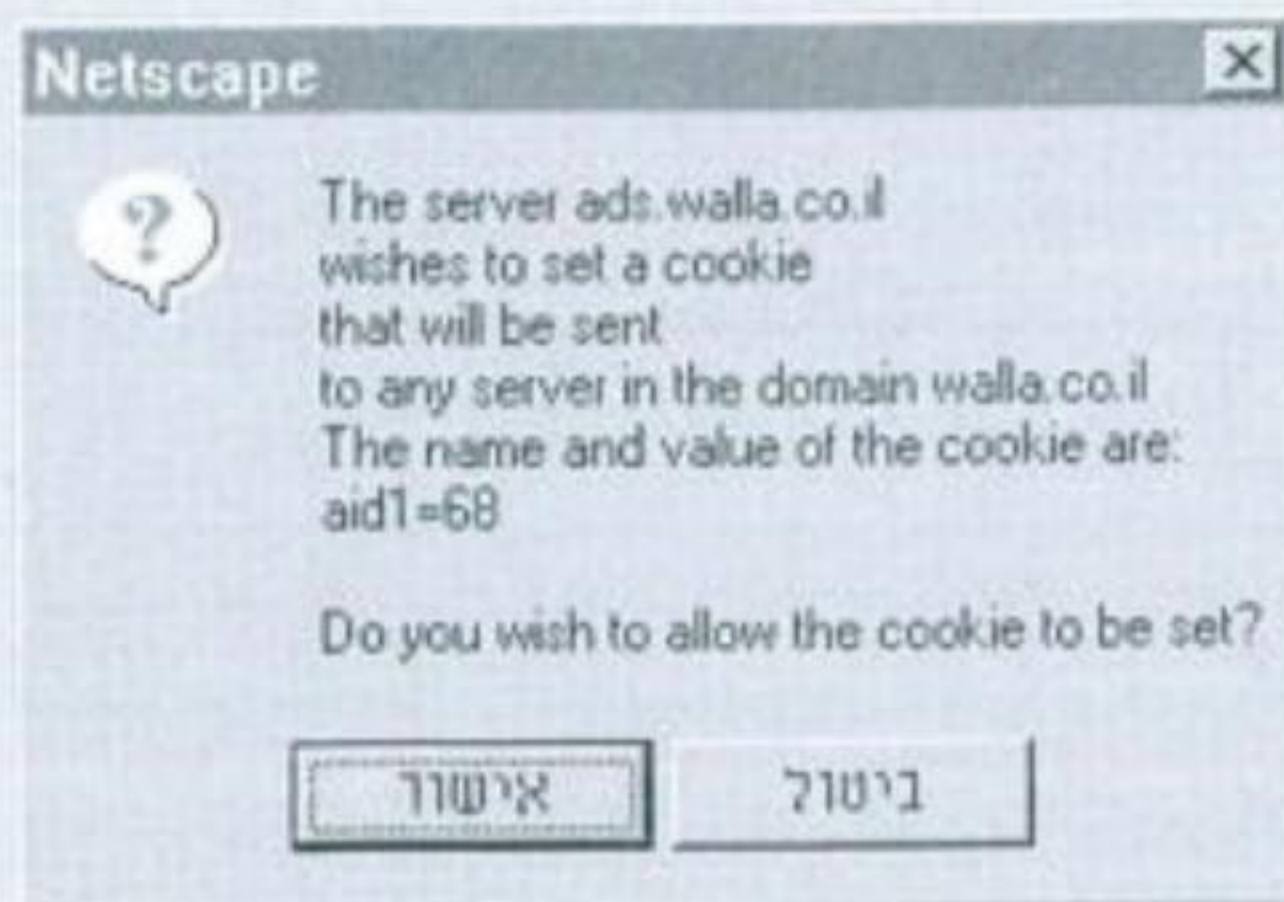 Netscape
The server ads.walla.co.il
wishes to set a cookie
that will be sent
to any server in the domain walla.co.il
The name and value of the cookie are:
aid1=68
Do you wish to allow the cookie to be set?
אישור
ביטול